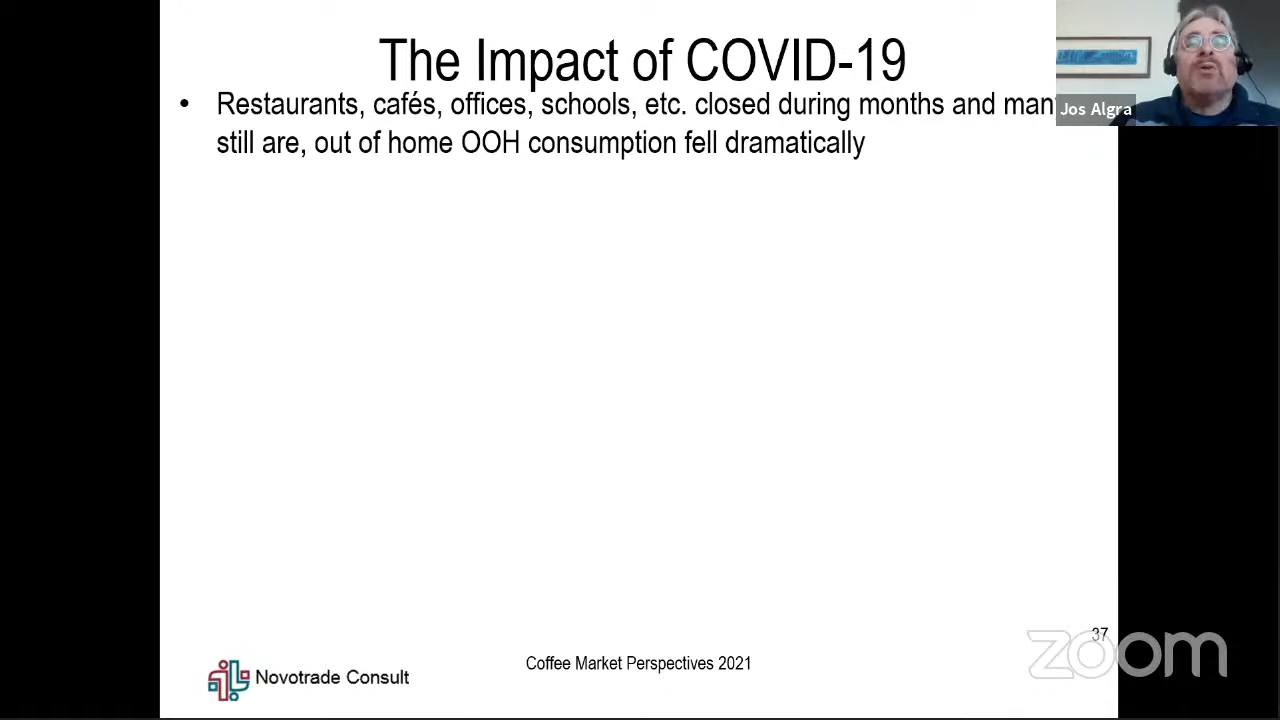 The Impact of COVID-19
• Restaurants, cafés, offices, schools, etc. closed during months and man
still are, out of home OOH consumption fell dramatically
Jos Algra
37
Coffee Market Perspectives 2021
Novotrade Consult
zoom